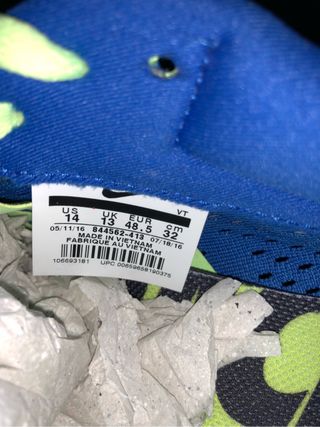 VT
US UK EUR cm
14 13 48.5 32
05/11/16 844562-413 07/18/16
MADE IN VIETNAM
FABRIQUE AU VIETNAM
106693181 UPC 00659658190375